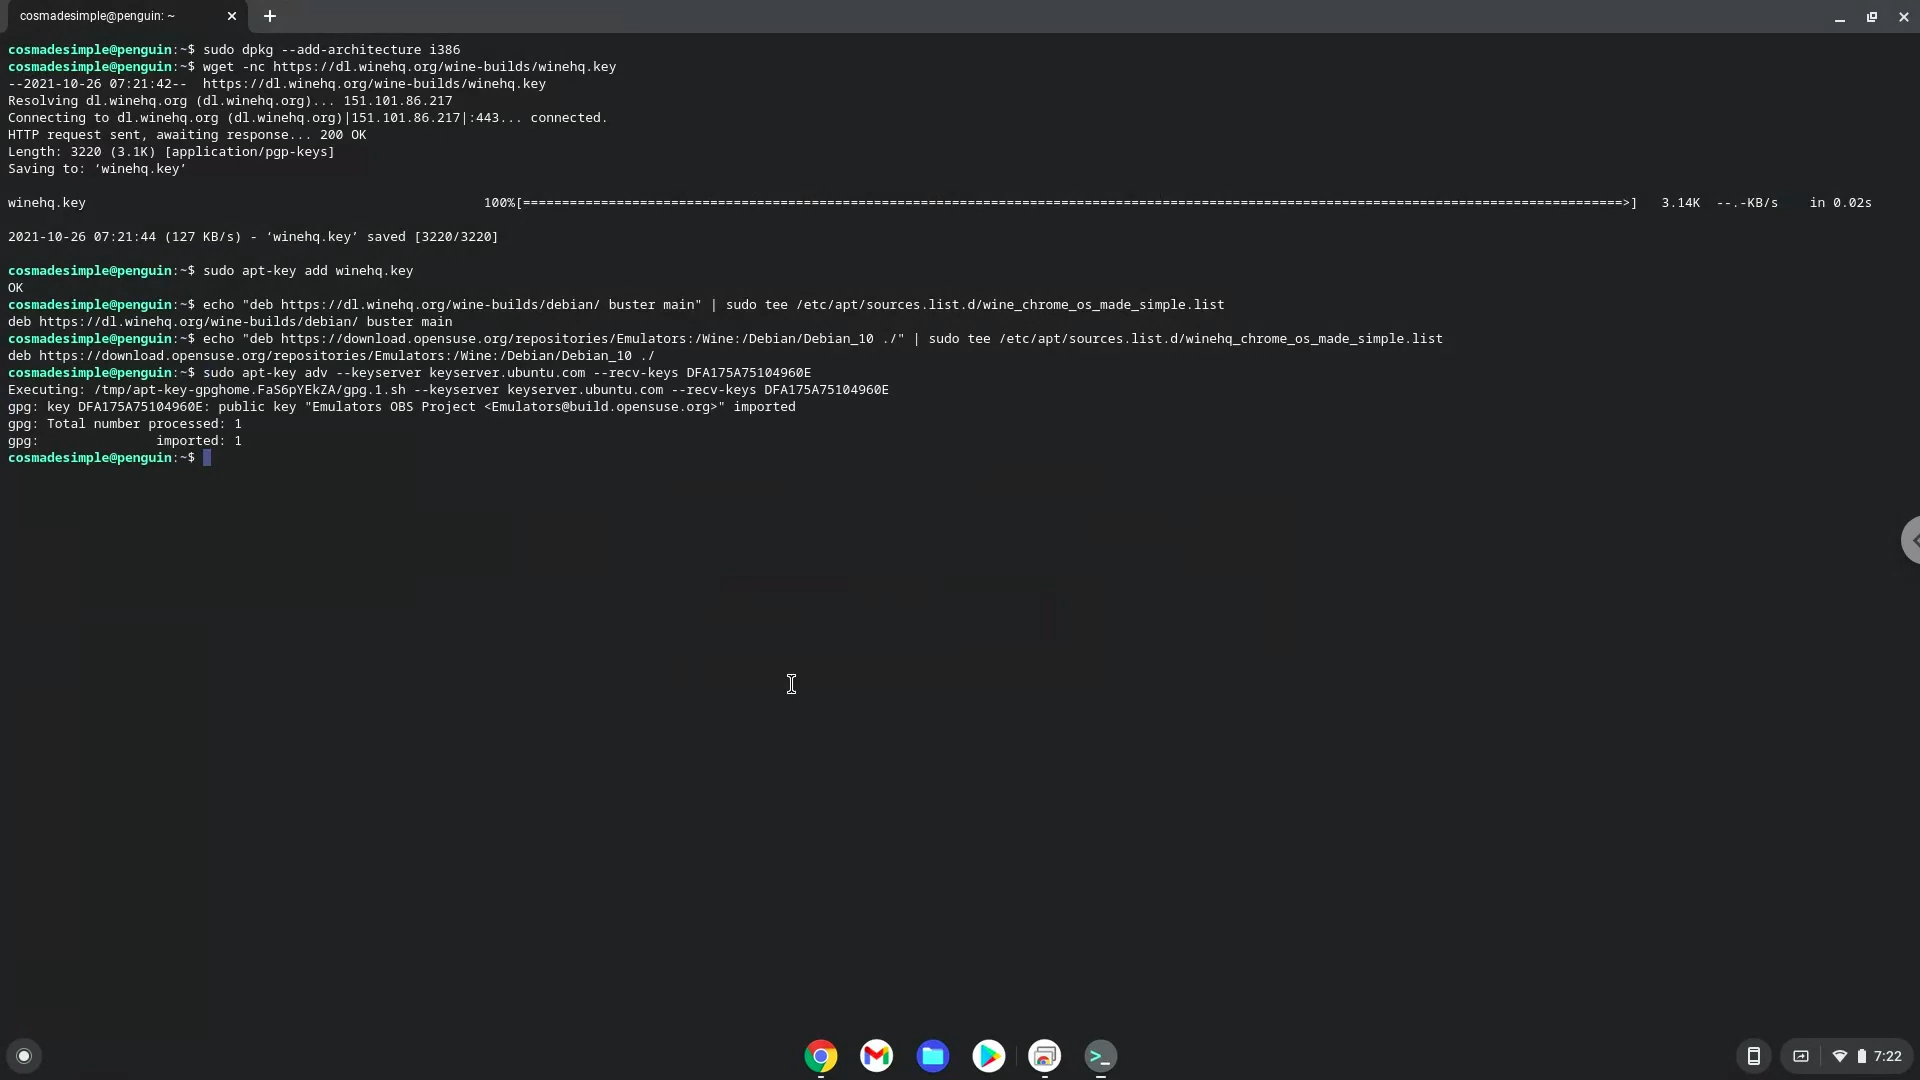 cosmadesimple@penguin: ~
cosmadesimple@penguin:~$ sudo dpkg --add-architecture i386
cosmadesimple@penguin:~$ wget -nc https://dl.winehq.org/wine-builds/winehq.key
--2021-10-26 07:21:42--  https://dl.winehq.org/wine-builds/winehq.key
Resolving dl.winehq.org (dl.winehq.org)... 151.101.86.217
Connecting to dl.winehq.org (dl.winehq.org)|151.101.86.217|:443... connected.
HTTP request sent, awaiting response... 200 OK
Length: 3220 (3.1K) [application/pgp-keys]
Saving to: ‘winehq.key’
winehq.key 100%[=============================================================================================================================================>] 3.14K --.-KB/s in 0.02s
2021-10-26 07:21:44 (127 KB/s) - ‘winehq.key’ saved [3220/3220]
cosmadesimple@penguin:~$ sudo apt-key add winehq.key
OK
cosmadesimple@penguin:~$ echo "deb https://dl.winehq.org/wine-builds/debian/ buster main" | sudo tee /etc/apt/sources.list.d/wine_chrome_os_made_simple.list
deb https://dl.winehq.org/wine-builds/debian/ buster main
cosmadesimple@penguin:~$ echo "deb https://download.opensuse.org/repositories/Emulators:/Wine:/Debian/Debian_10 ./" | sudo tee /etc/apt/sources.list.d/winehq_chrome_os_made_simple.list
deb https://download.opensuse.org/repositories/Emulators:/Wine:/Debian/Debian_10 ./
cosmadesimple@penguin:~$ sudo apt-key adv --keyserver keyserver.ubuntu.com --recv-keys DFA175A75104960E
Executing: /tmp/apt-key-gpghome.FaS6pYEkZA/gpg.1.sh --keyserver keyserver.ubuntu.com --recv-keys DFA175A75104960E
gpg: key DFA175A75104960E: public key "Emulators OBS Project <Emulators@build.opensuse.org>" imported
gpg: Total number processed: 1
gpg:               imported: 1
cosmadesimple@penguin:~$
7:22